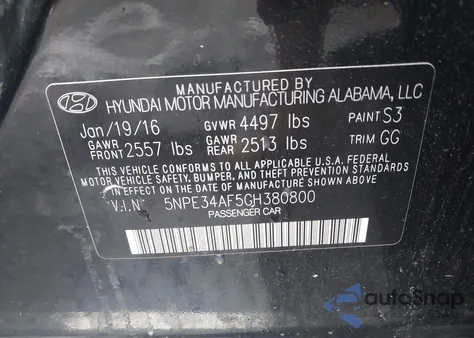 MANUFACTURED BY
HYUNDAI MOTOR MANUFACTURING ALABAMA, LLC
Jan/19/16 GVWR 4497 lbs PAINT S3
GAWR FRONT 2557 lbs GAWR REAR 2513 lbs TRIM GG
THIS VEHICLE CONFORMS TO ALL APPLICABLE U.S.A. FEDERAL
MOTOR VEHICLE SAFETY, BUMPER, AND THEFT PREVENTION STANDARDS
IN EFFECT ON THE DATE OF MANUFACTURE SHOWN ABOVE.
V.I.N: 5NPE34AF5GH380800
PASSENGER CAR
autoSnap